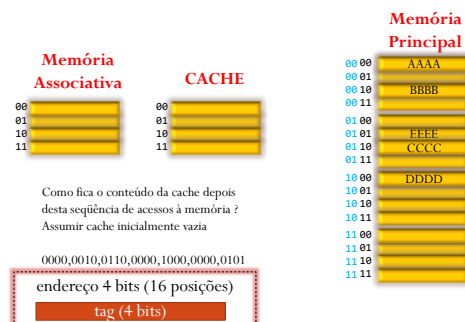 Memória
Principal
Memória
Associativa
CACHE
00
01
10
11
00
01
10
11
00 00 AAAA
00 01
00 10 BBBB
00 11
01 00
01 01 EEEE
01 10 CCCC
01 11
10 00 DDDD
10 01
10 10
10 11
11 00
11 01
11 10
11 11
Como fica o conteúdo da cache depois
desta seqüência de acessos à memória ?
Assumir cache inicialmente vazia
0000,0010,0110,0000,1000,0000,0101
endereço 4 bits (16 posições)
tag (4 bits)